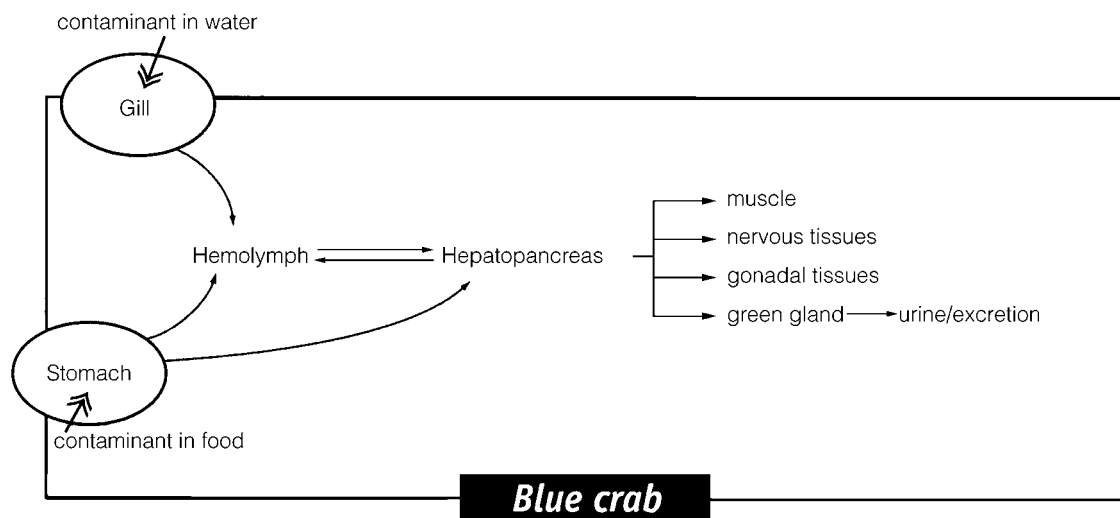 contaminant in water
Gill
muscle
nervous tissues
Hemolymph
Hepatopancreas
gonadal tissues
green gland
urine/excretion
Stomach
contaminant in food
Blue crab